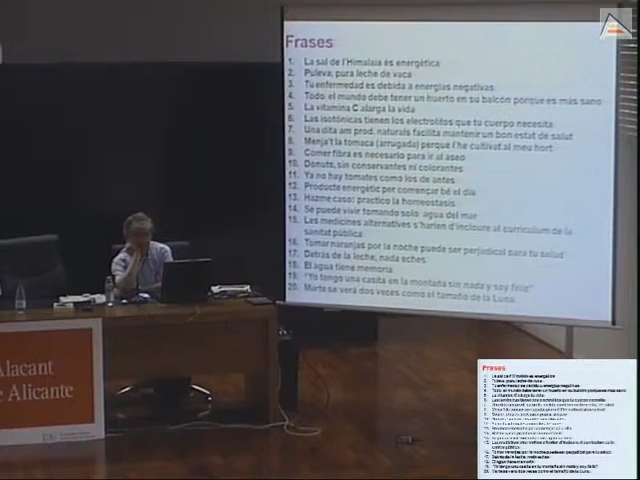 Frases
1. La sal de l'Himalaia és energètica
2. Puleva, pura leche de vaca
3. Tu enfermedad es debida a energías negativas
4. Todo el mundo debe tener un huerto en su balcón porque es más sano
5. La vitamina C alarga la vida
6. Las isotónicas tienen los electrolitos que tu cuerpo necesita
7. Una dita am prod. naturals facilita mantenir un bon estat de salut
8. Menja't la tomaca (arrugada) perque l'he cultivat al meu hort
9. Comer fibra es necesario para ir al aseo
10. Donuts, sin conservantes ni colorantes
11. Ya no hay tomates como los de antes
12. Producte energètic per començar bé el dia
13. Hazme caso: practico la homeostasis
14. Se puede vivir tomando solo: agua del mar
15. Les medicines alternatives s'harien d'incloure al currículum de la
sanitat pública
16. Tomar naranjas por la noche puede ser perjudicial para tu salud
17. Detrás de la leche, nada eches
18. El agua tiene memoria
19. "Yo tengo una casita en la montaña sin nada y soy feliz"
20. Marte se verá dos veces como el tamaño de la Luna.
Alacant
e Alicante
Frases